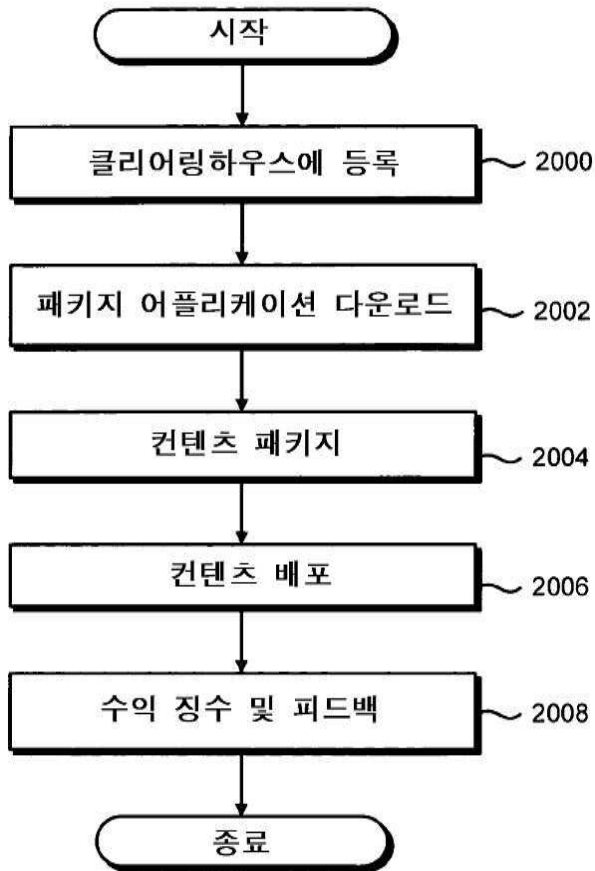 시작
클리어링하우스에 등록
2000
패키지 어플리케이션 다운로드
2002
컨텐츠 패키지
2004
컨텐츠 배포
2006
수익 징수 및 피드백
2008
종료